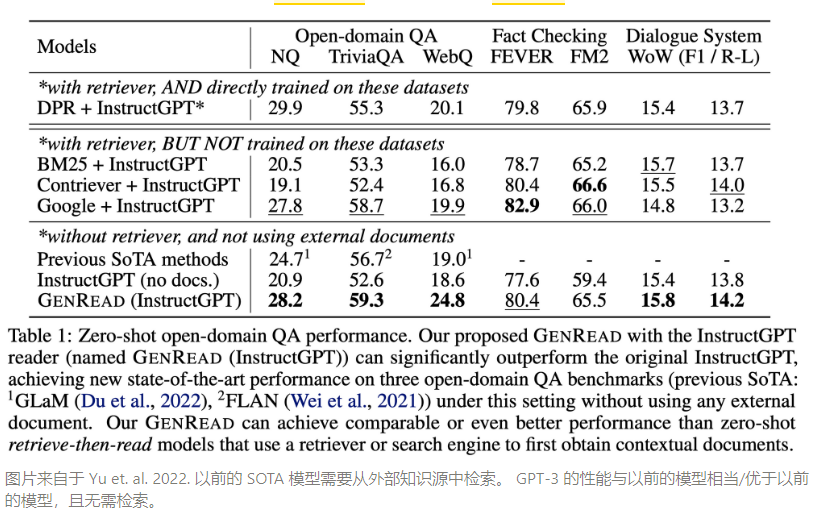 Models Open-domain QA Fact Checking Dialogue System
NQ TriviaQA WebQ FEVER FM2 WoW (F1 / R-L)
*with retriever, AND directly trained on these datasets
DPR + InstructGPT* 29.9 55.3 20.1 79.8 65.9 15.4 13.7
*with retriever, BUT NOT trained on these datasets
BM25 + InstructGPT 20.5 53.3 16.0 78.7 65.2 15.7 13.7
Contriever + InstructGPT 19.1 52.4 16.8 80.4 66.6 15.5 14.0
Google + InstructGPT 27.8 58.7 19.9 82.9 66.0 14.8 13.2
*without retriever, and not using external documents
Previous SoTA methods 24.7¹ 56.7² 19.0¹ - - - -
InstructGPT (no docs.) 20.9 52.6 18.6 77.6 59.4 15.4 13.8
GENREAD (InstructGPT) 28.2 59.3 24.8 80.4 65.5 15.8 14.2
Table 1: Zero-shot open-domain QA performance. Our proposed GENREAD with the InstructGPT
reader (named GENREAD (InstructGPT)) can significantly outperform the original InstructGPT,
achieving new state-of-the-art performance on three open-domain QA benchmarks (previous SoTA:
¹GLaM (Du et al., 2022), ²FLAN (Wei et al., 2021)) under this setting without using any external
document. Our GENREAD can achieve comparable or even better performance than zero-shot
retrieve-then-read models that use a retriever or search engine to first obtain contextual documents.
图片来自于 Yu et. al. 2022. 以前的 SOTA 模型需要从外部知识源中检索。 GPT-3 的性能与以前的模型相当/优于以前
的模型，且无需检索。